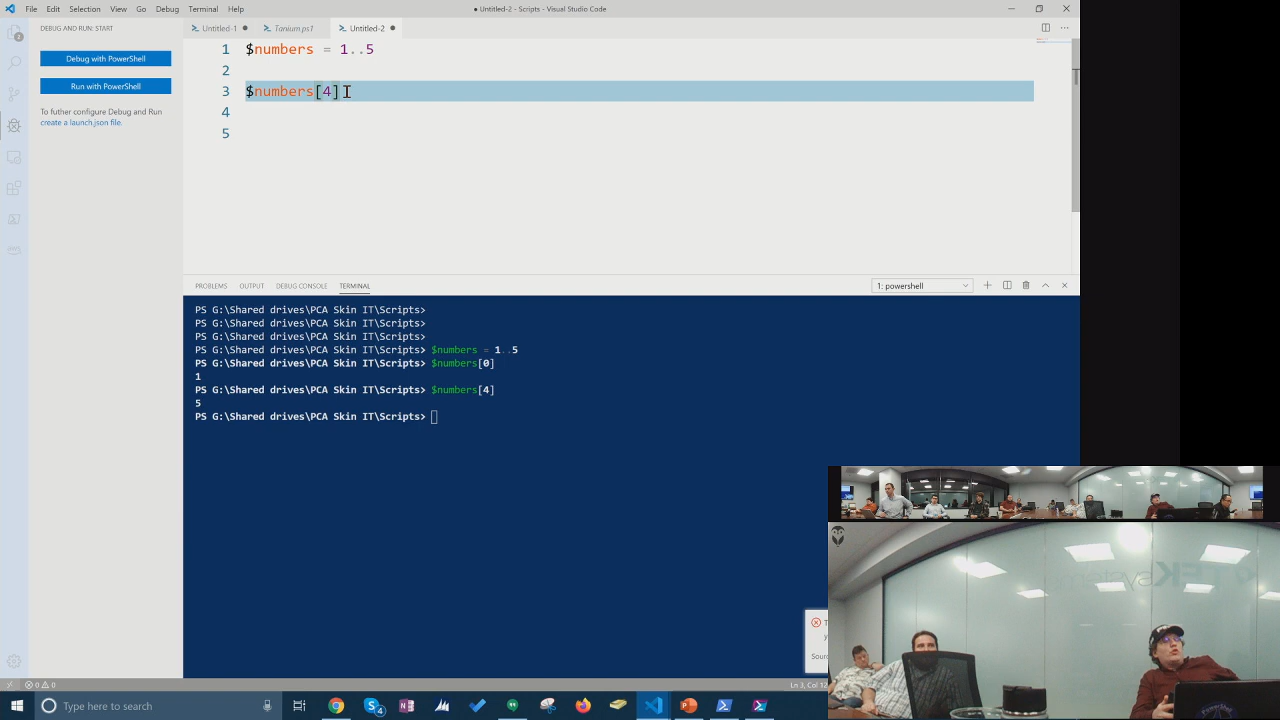 File Edit Selection View Go Debug Terminal Help
● Untitled-2 - Scripts - Visual Studio Code
DEBUG AND RUN: START
Untitled-1
Tanium.ps1
Untitled-2
Debug with PowerShell
Run with PowerShell
To futher configure Debug and Run
create a launch.json file.
1 $numbers = 1..5
2
3 $numbers[4]
4
5
PROBLEMS OUTPUT DEBUG CONSOLE TERMINAL
1: powershell
PS G:\Shared drives\PCA Skin IT\Scripts>
PS G:\Shared drives\PCA Skin IT\Scripts>
PS G:\Shared drives\PCA Skin IT\Scripts>
PS G:\Shared drives\PCA Skin IT\Scripts> $numbers = 1..5
PS G:\Shared drives\PCA Skin IT\Scripts> $numbers[0]
1
PS G:\Shared drives\PCA Skin IT\Scripts> $numbers[4]
5
PS G:\Shared drives\PCA Skin IT\Scripts>
0 0
Type here to search